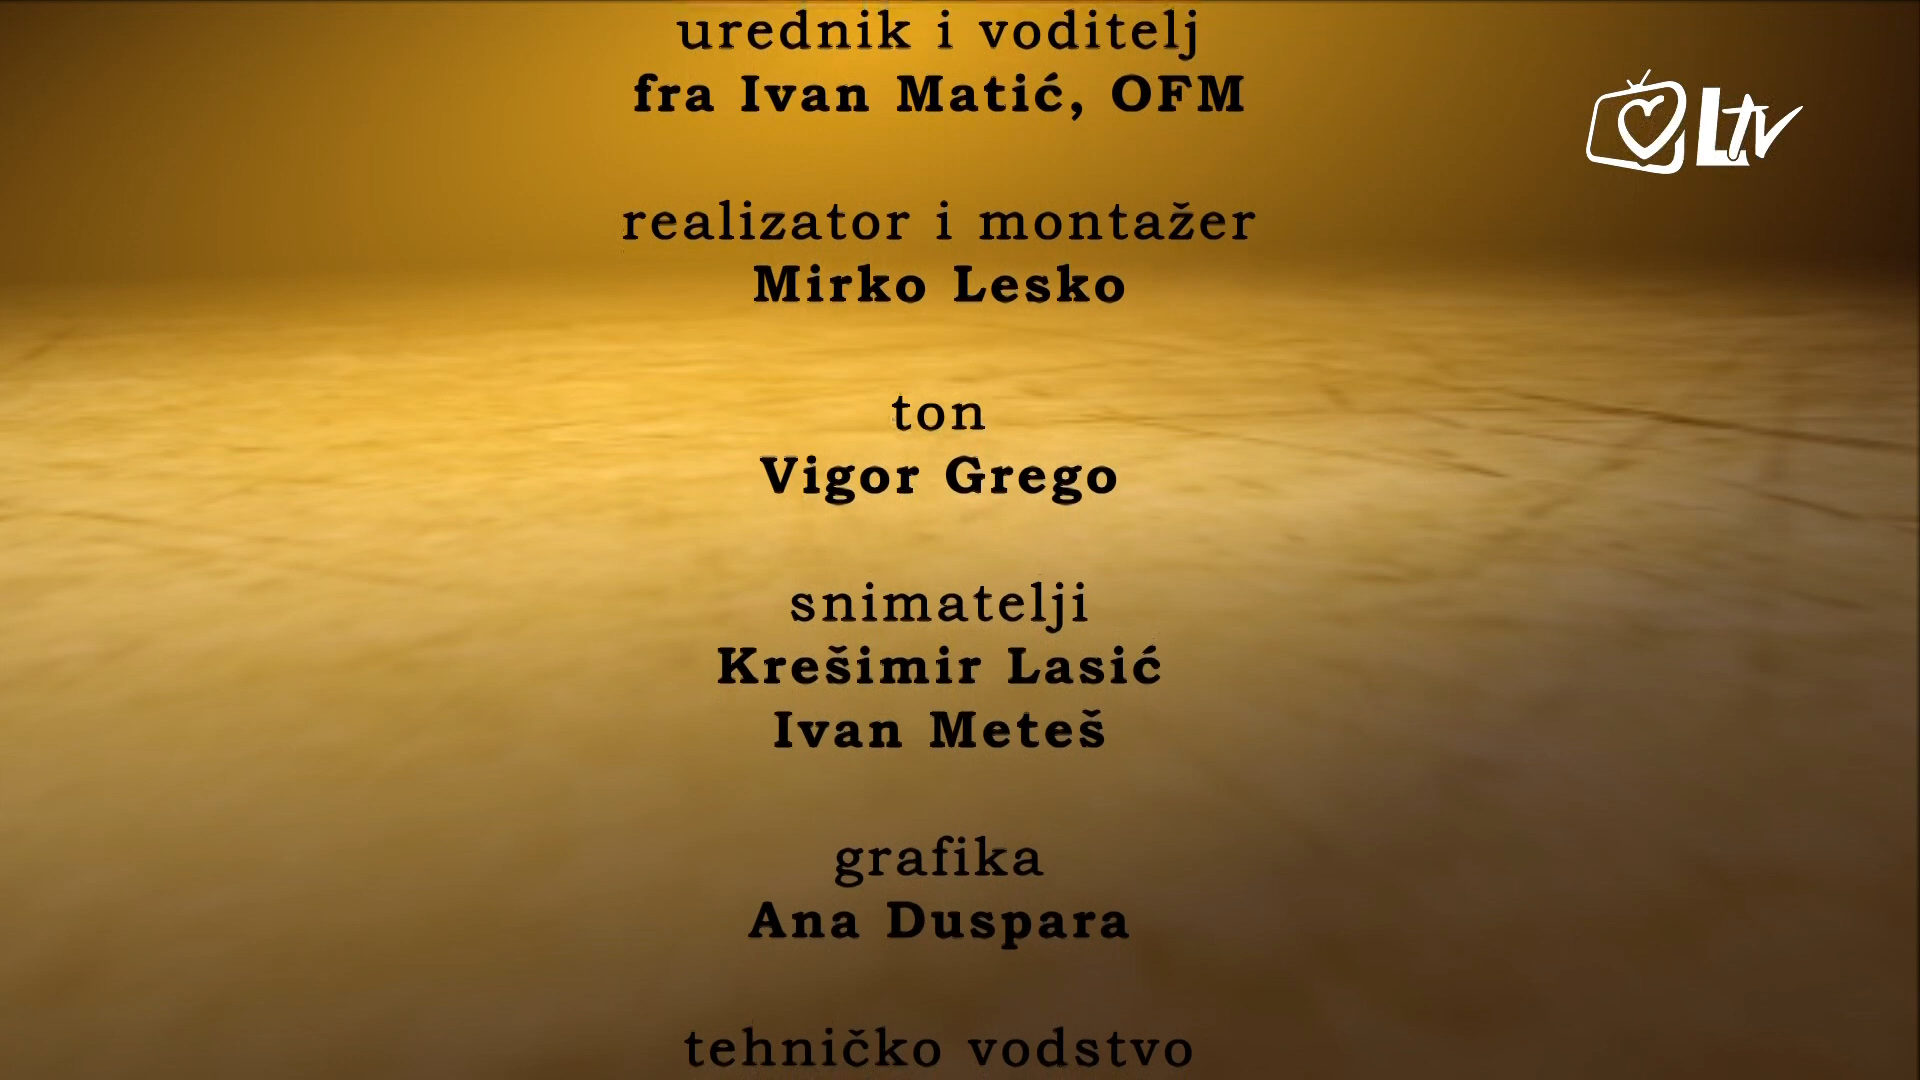 urednik i voditelj
fra Ivan Matić, OFM
LTV
realizator i montažer
Mirko Lesko
ton
Vigor Grego
snimatelji
Krešimir Lasić
Ivan Meteš
grafika
Ana Duspara
tehničko vodstvo